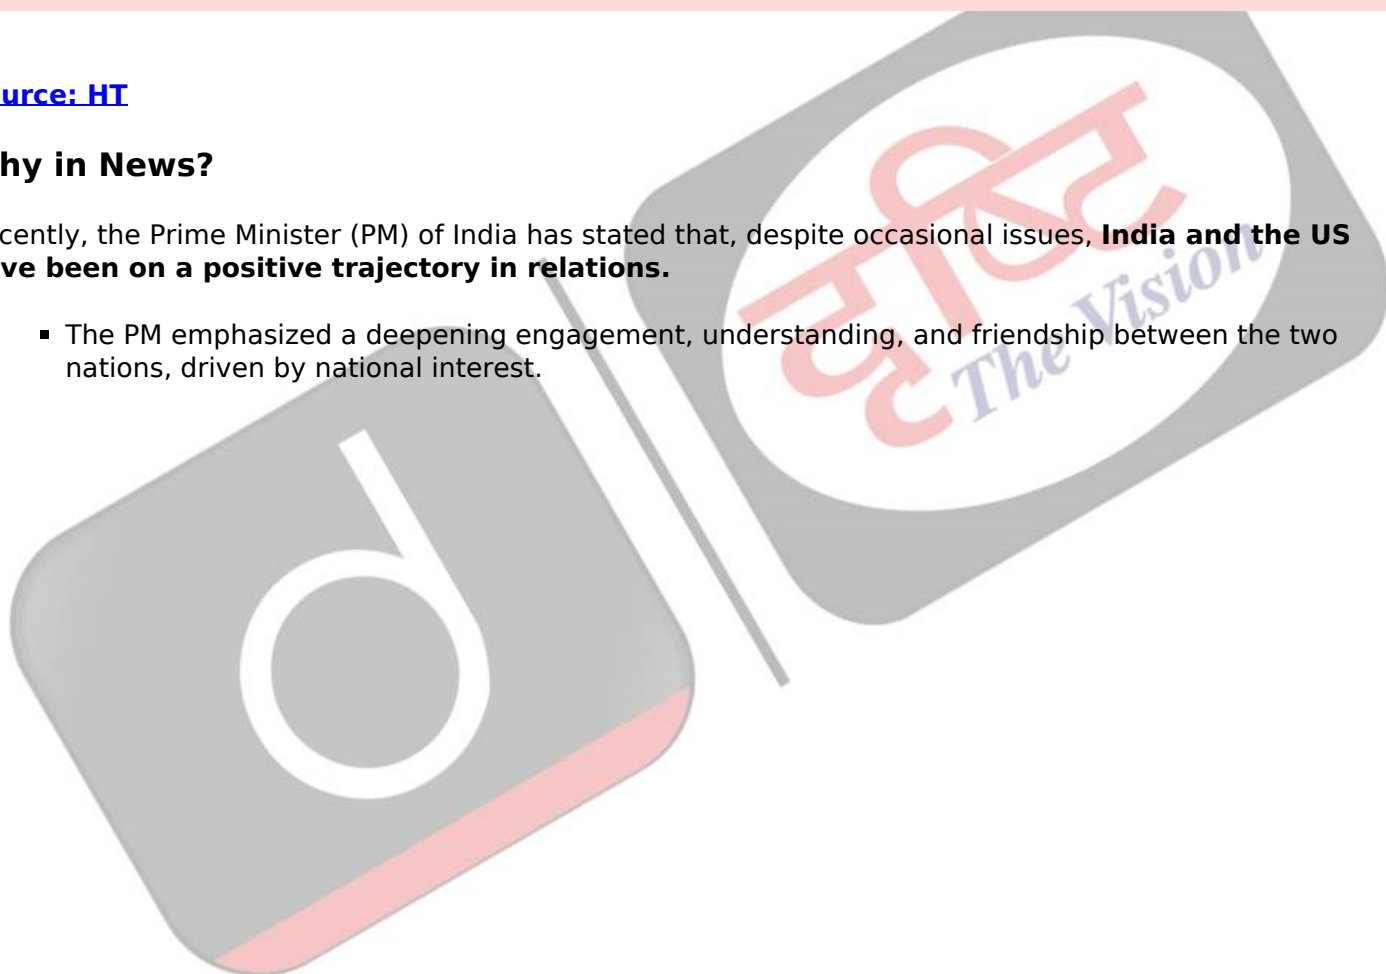 urce: HT
hy in News?
cently, the Prime Minister (PM) of India has stated that, despite occasional issues, India and the US
ve been on a positive trajectory in relations.
The PM emphasized a deepening engagement, understanding, and friendship between the two
nations, driven by national interest.
दृष्टि
The Vision
d